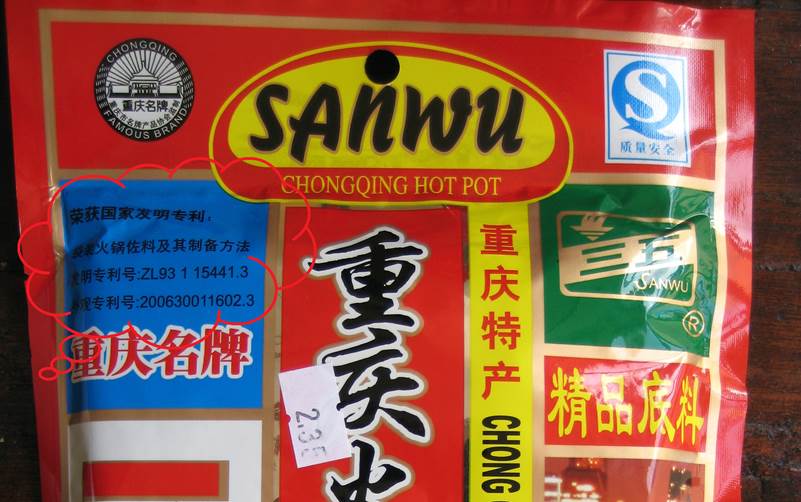 CHONGQING
重庆名牌
FAMOUS BRAND
SANWU
CHONGQING HOT POT
S
质量安全
荣获国家发明专利:
火锅佐料及其制备方法
发明专利号:ZL93 1 15441.3
外观专利号:200630011602.3
重庆名牌
重庆火
2.3
重庆特产 CHONG
三五
SANWU
®
精品底料